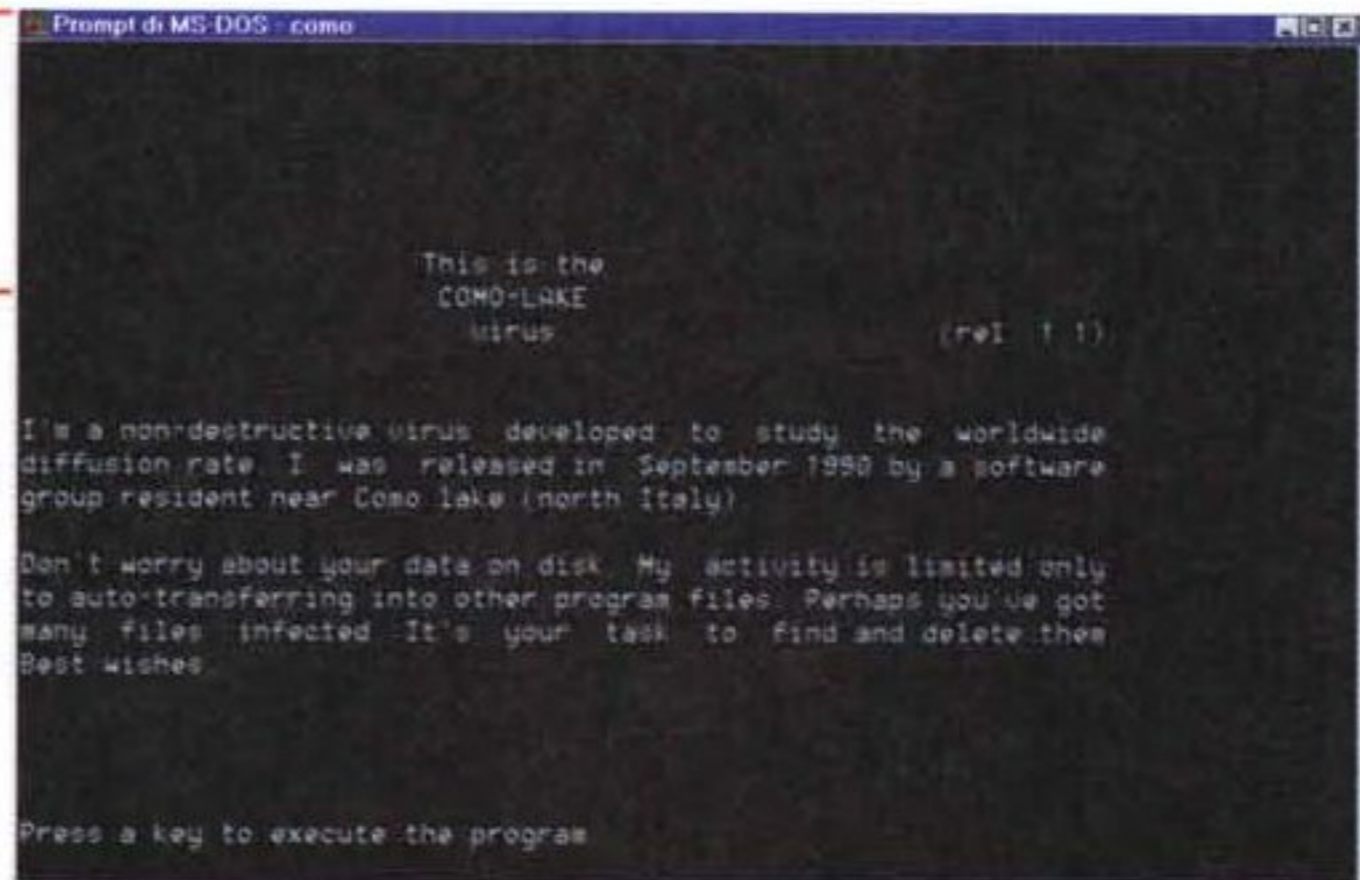 Prompt di MS-DOS - como
This is the
COMO-LAKE
virus (rel 1 1)
I'm a non-destructive virus developed to study the worldwide
diffusion rate I was released in September 1990 by a software
group resident near Como lake (north Italy)
Don't worry about your data on disk My activity is limited only
to auto-transferring into other program files Perhaps you've got
many files infected It's your task to find and delete them
Best wishes
Press a key to execute the program